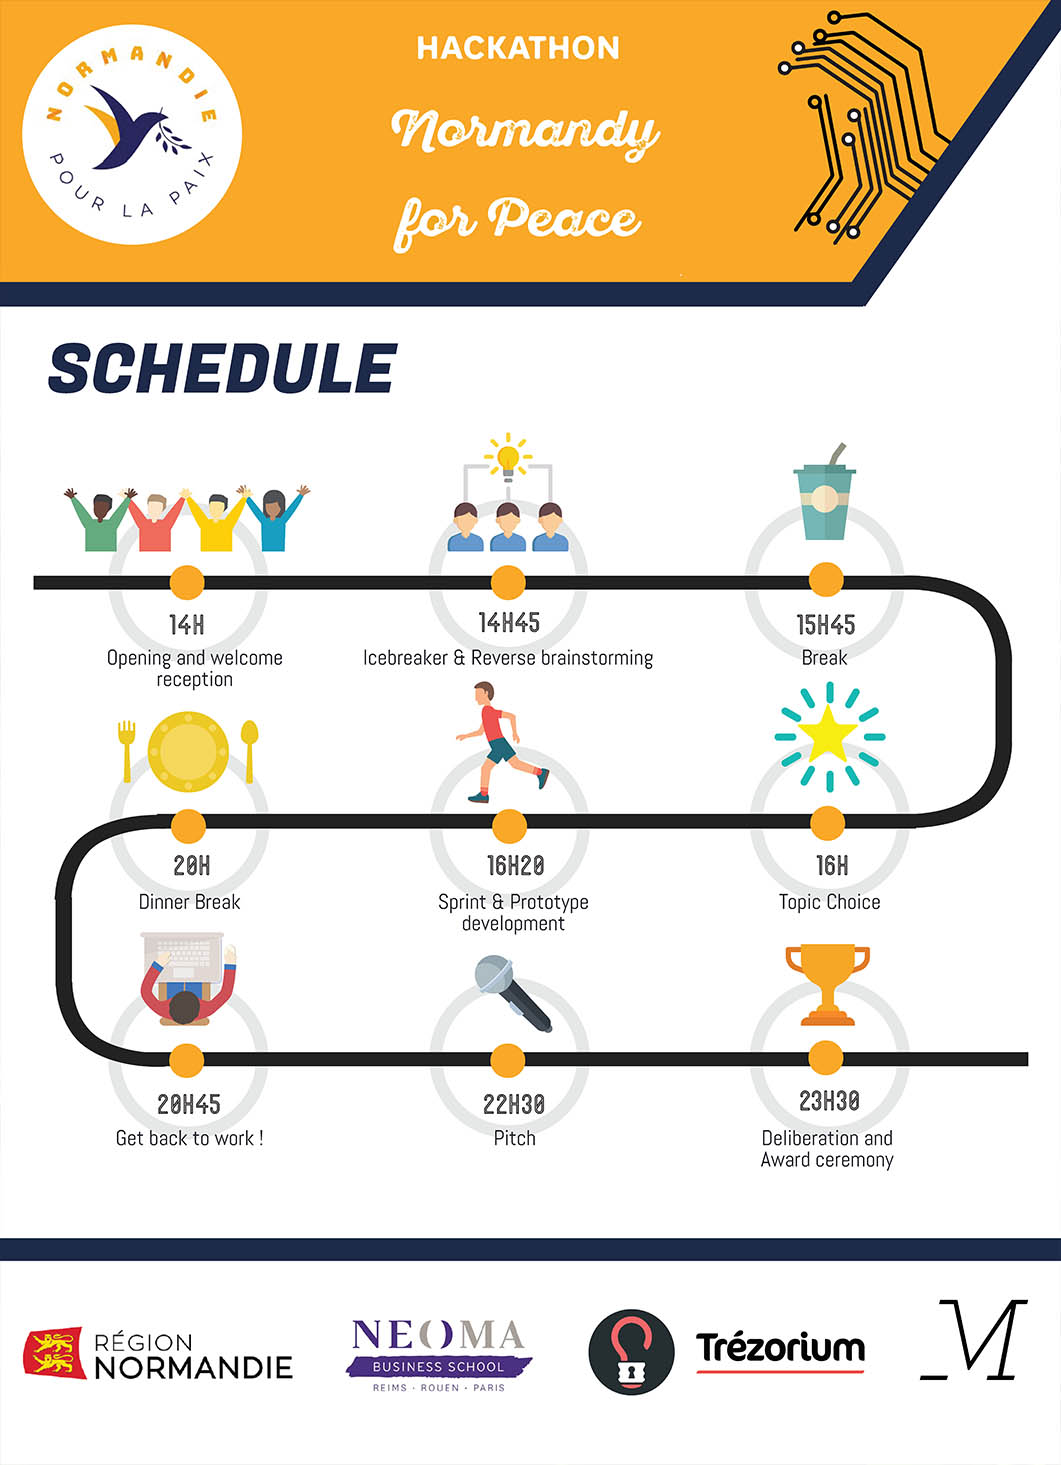 NORMANDIE
POUR LA PAIX
HACKATHON
Normandy
for Peace
SCHEDULE
14H
Opening and welcome
reception
14H45
Icebreaker & Reverse brainstorming
15H45
Break
16H
Topic Choice
16H20
Sprint & Prototype
development
20H
Dinner Break
20H45
Get back to work !
22H30
Pitch
23H30
Deliberation and
Award ceremony
RÉGION
NORMANDIE
NEOMA
BUSINESS SCHOOL
REIMS · ROUEN · PARIS
Trézorium
M